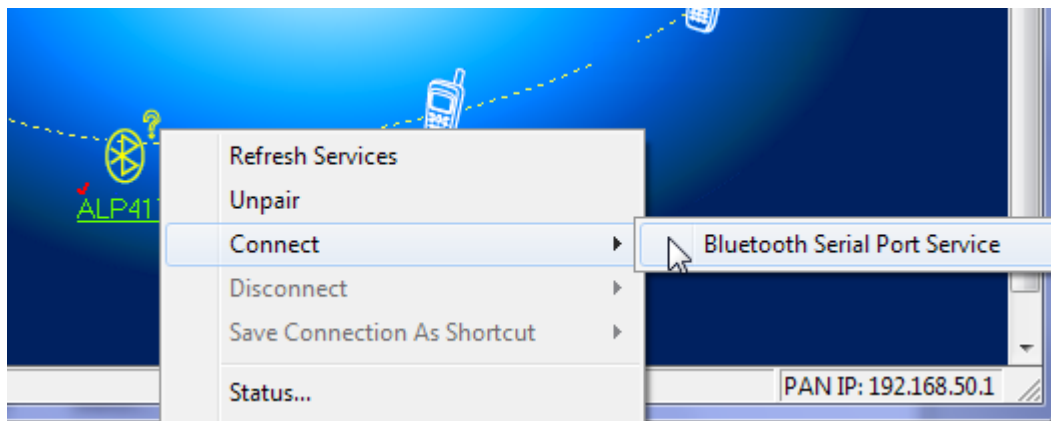 ALP41
Refresh Services
Unpair
Connect
Bluetooth Serial Port Service
Disconnect
Save Connection As Shortcut
Status...
PAN IP: 192.168.50.1